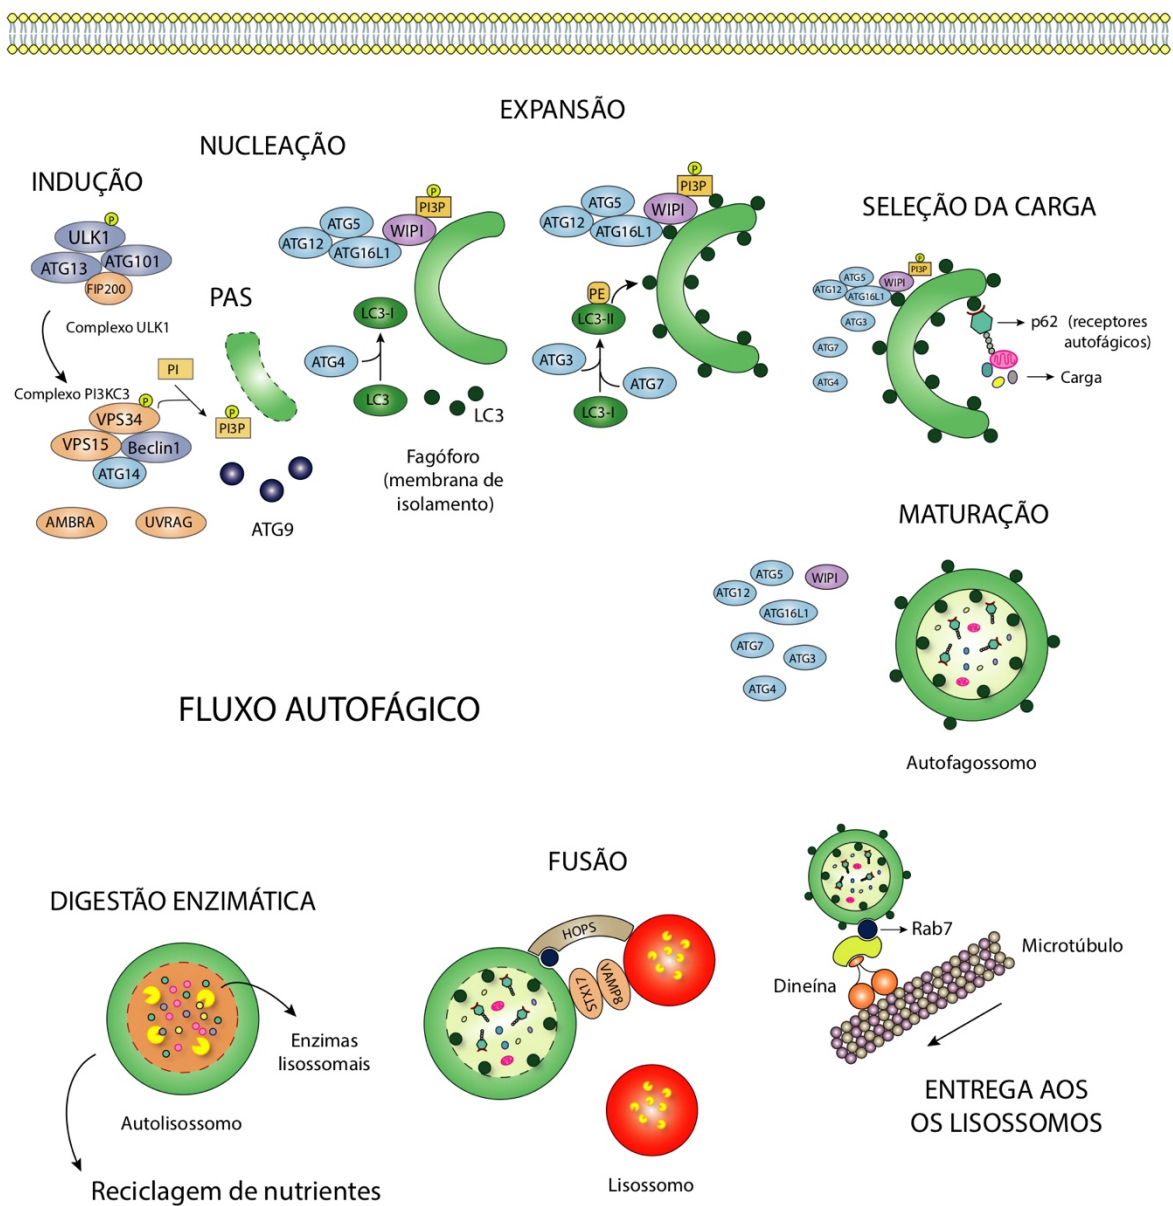 EXPANSÃO
NUCLEAÇÃO
INDUÇÃO
P
ULK1
ATG13
ATG101
FIP200
Complexo ULK1
PAS
PI
Complexo PI3KC3
P
VPS34
VPS15
Beclin1
ATG14
P
PI3P
AMBRA
UVRAG
ATG9
P
PI3P
ATG5
WIPI
ATG12
ATG16L1
LC3-I
ATG4
LC3
LC3
Fagóforo
(membrana de
isolamento)
P
PI3P
ATG5
WIPI
ATG12
ATG16L1
PE
LC3-II
ATG3
ATG7
LC3-I
SELEÇÃO DA CARGA
P
PI3P
ATG5
WIPI
ATG12
ATG16L1
ATG3
ATG7
ATG4
p62 (receptores
autofágicos)
Carga
MATURAÇÃO
ATG5
WIPI
ATG12
ATG16L1
ATG7
ATG3
ATG4
Autofagossomo
FLUXO AUTOFÁGICO
Rab7
Microtúbulo
Dineína
ENTREGA AOS
OS LISOSSOMOS
FUSÃO
HOPS
STX17
VAMP8
Lisossomo
DIGESTÃO ENZIMÁTICA
Enzimas
lisossomais
Autolisossomo
Reciclagem de nutrientes